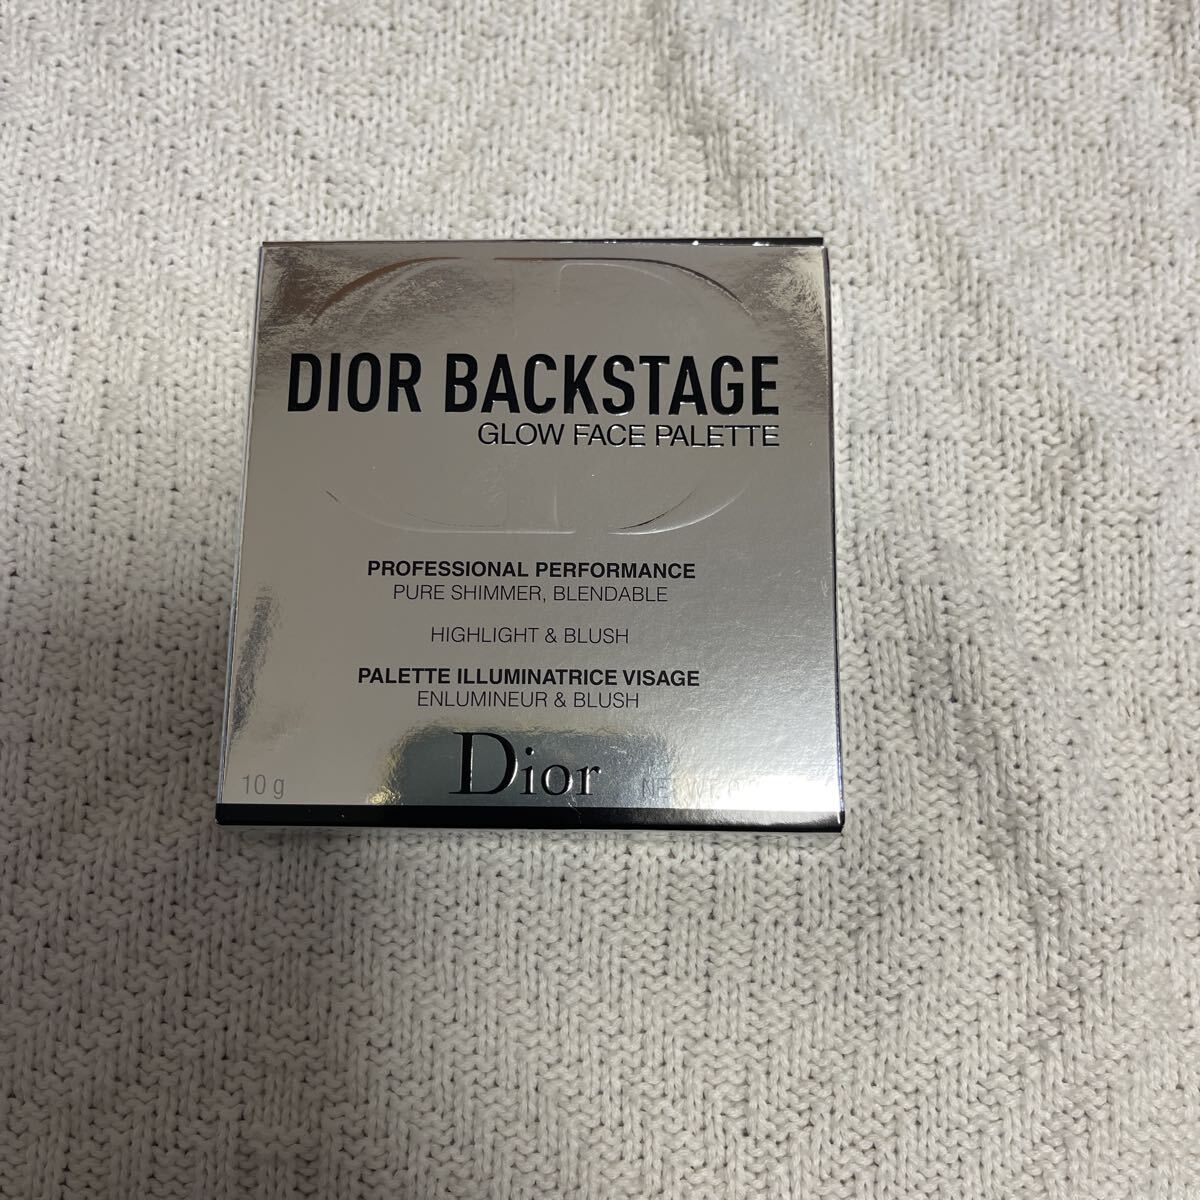 DIOR BACKSTAGE
GLOW FACE PALETTE
PROFESSIONAL PERFORMANCE
PURE SHIMMER, BLENDABLE
HIGHLIGHT & BLUSH
PALETTE ILLUMINATRICE VISAGE
ENLUMINEUR & BLUSH
Dior
10 g